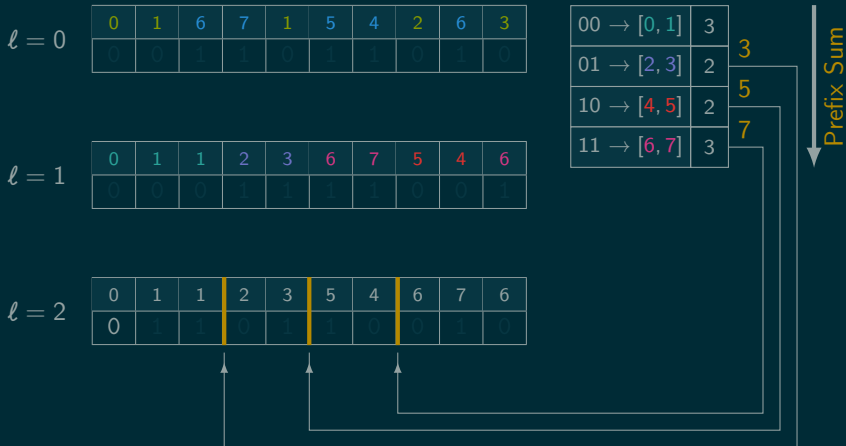 ℓ = 0
0 1 6 7 1 5 4 2 6 3
0 0 1 1 0 1 1 0 1 0
ℓ = 1
0 1 1 2 3 6 7 5 4 6
0 0 0 1 1 1 1 0 0 1
ℓ = 2
0 1 1 2 3 5 4 6 7 6
0 1 1 0 1 1 0 0 1 0
00 → [0, 1] 3
01 → [2, 3] 2
10 → [4, 5] 2
11 → [6, 7] 3
3
5
7
Prefix Sum